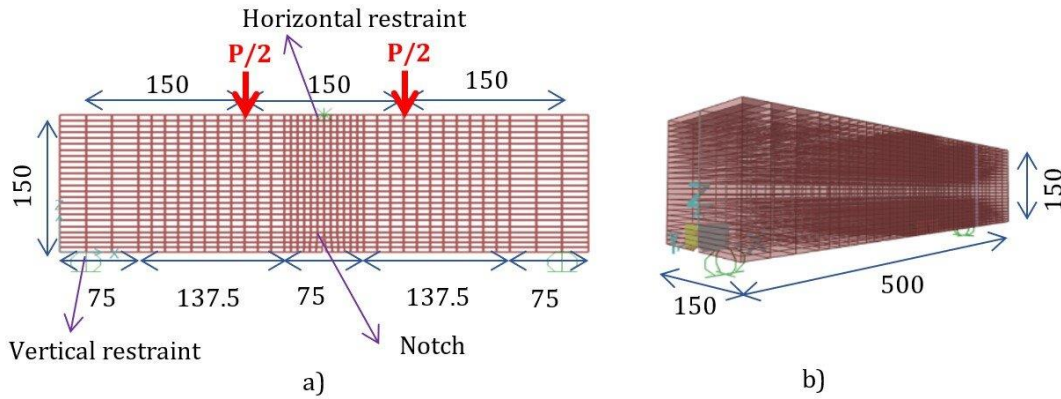 Horizontal restraint
P/2 P/2
150 150 150
150
75 137.5 75 137.5 75
Vertical restraint
Notch
a)
150
150 500
b)